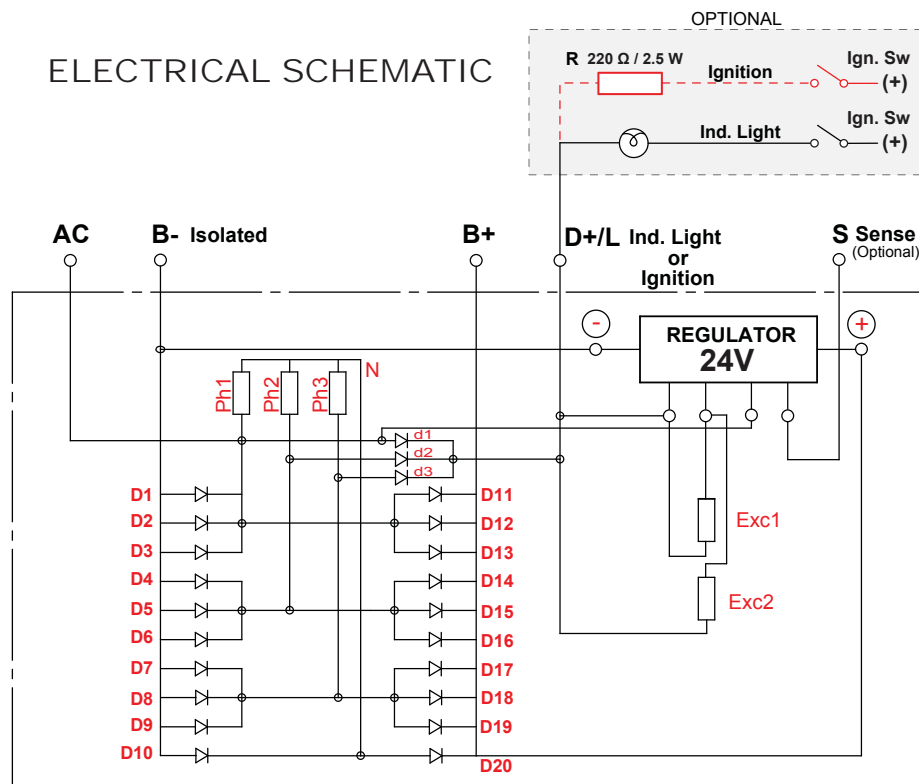 OPTIONAL
ELECTRICAL SCHEMATIC
R 220 Ω / 2.5 W
Ignition
Ign. Sw
(+)
Ind. Light
Ign. Sw
(+)
AC
B- Isolated
B+
D+/L Ind. Light
or
Ignition
S Sense
(Optional)
-
REGULATOR
24V
+
Ph1
Ph2
Ph3
N
d1
d2
d3
D1
D2
D3
D4
D5
D6
D7
D8
D9
D10
D11
D12
D13
D14
D15
D16
D17
D18
D19
D20
Exc1
Exc2